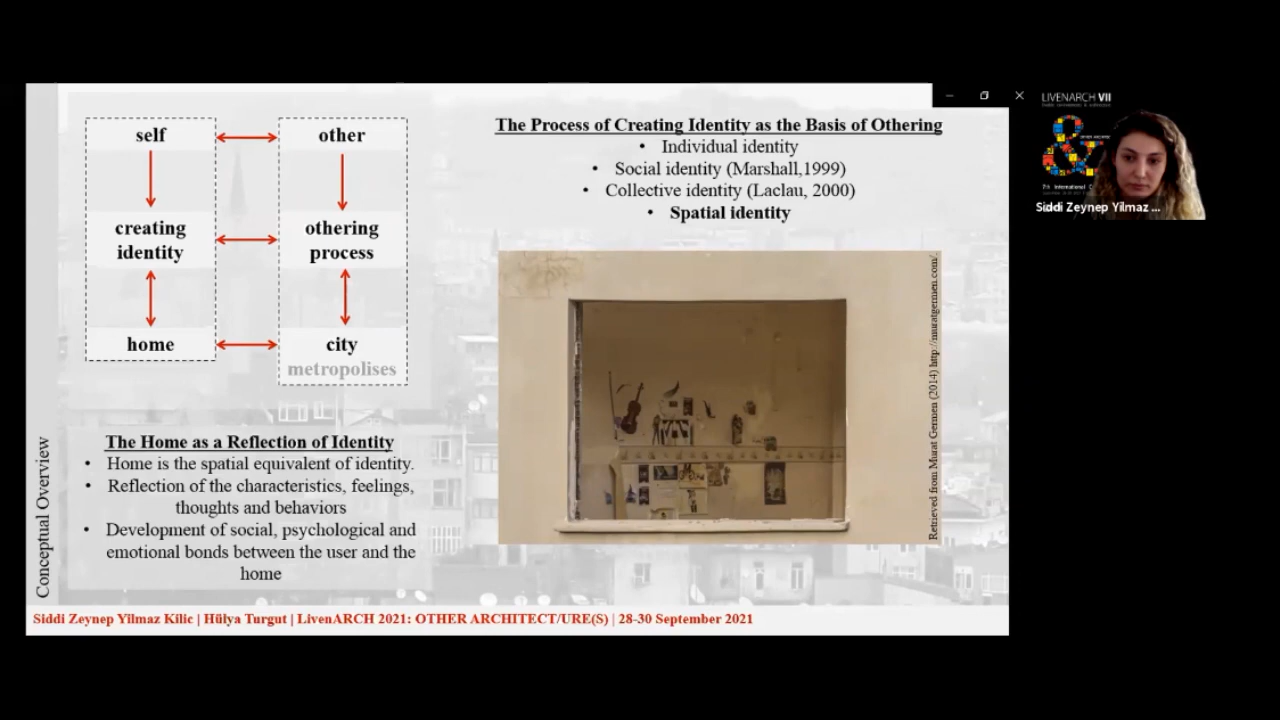 self
other
creating
identity
othering
process
home
city
metropolises
The Home as a Reflection of Identity
• Home is the spatial equivalent of identity.
• Reflection of the characteristics, feelings,
thoughts and behaviors
• Development of social, psychological and
emotional bonds between the user and the
home
Conceptual Overview
The Process of Creating Identity as the Basis of Othering
• Individual identity
• Social identity (Marshall,1999)
• Collective identity (Laclau, 2000)
• Spatial identity
Retrieved from Murat Germen (2014) http://muratgermen.com/.
Siddi Zeynep Yilmaz Kilic | Hülya Turgut | LivenARCH 2021: OTHER ARCHITECT/URE(S) | 28-30 September 2021
LIVENARCH VII
&
7th International C
Siddi Zeynep Yilmaz ...